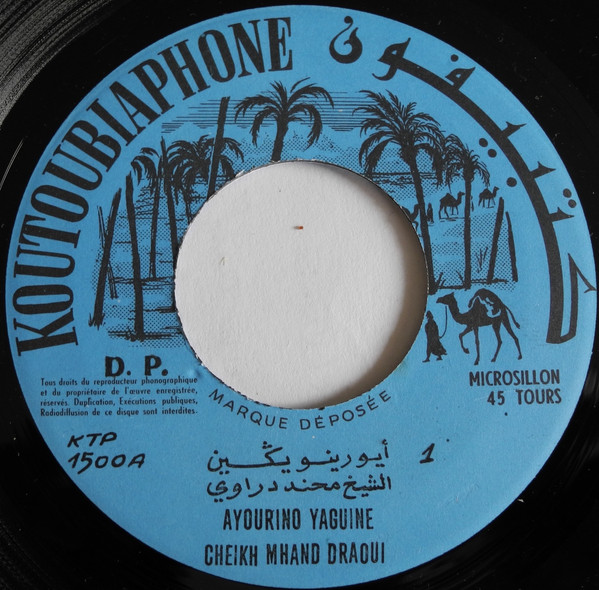 KOUTOUBIAPHONE
كتبيفون
D. P.
Tous droits du reproducteur phonographique
et du propriétaire de l'œuvre enregistrée,
réservés. Duplication, Exécutions publiques,
Radiodiffusion de ce disque sont interdites.
MARQUE DÉPOSÉE
MICROSILLON
45 TOURS
KTP
1500A
أيورينو يڭين 1
الشيخ محند دراوي
AYOURINO YAGUINE
CHEIKH MHAND DRAOUI